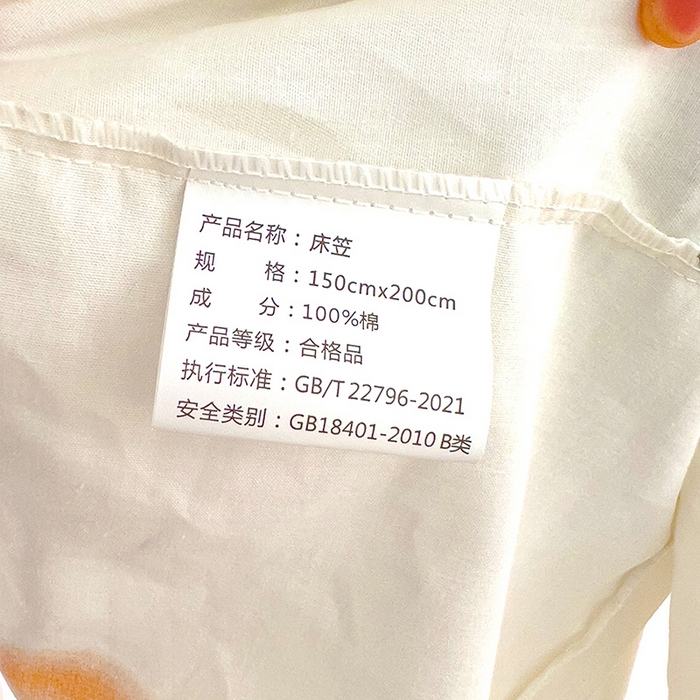 产品名称：床笠
规 格：150cmx200cm
成 分：100%棉
产品等级：合格品
执行标准：GB/T 22796-2021
安全类别：GB18401-2010 B类